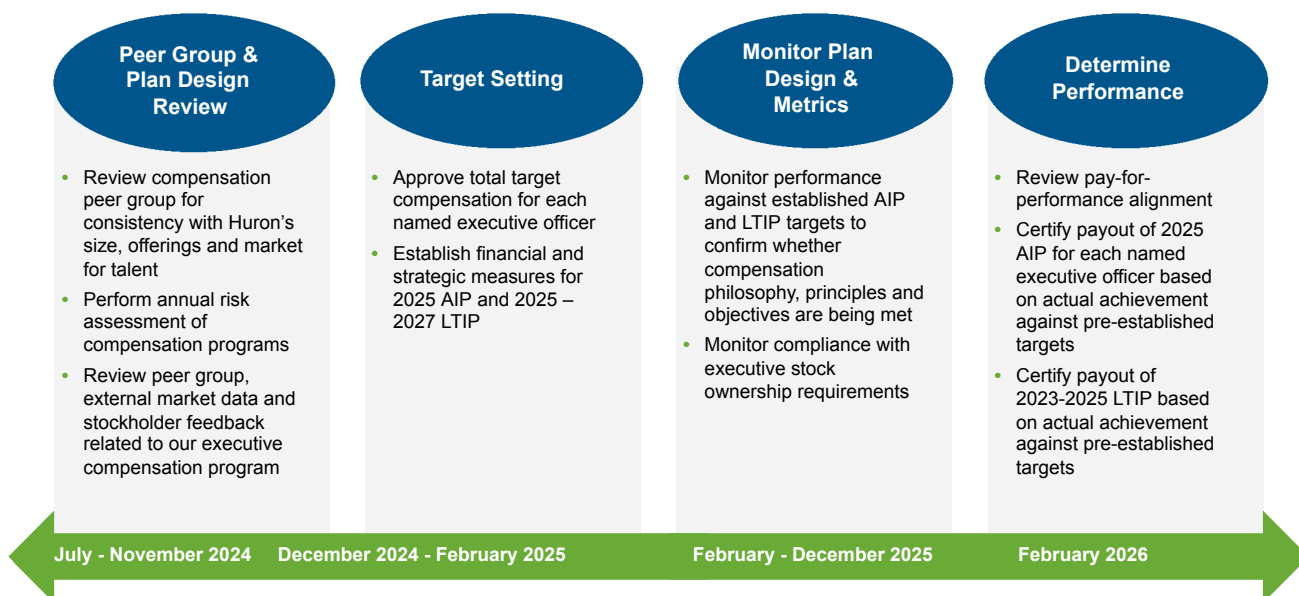 Peer Group &
Plan Design
Review
• Review compensation
peer group for
consistency with Huron's
size, offerings and market
for talent
• Perform annual risk
assessment of
compensation programs
• Review peer group,
external market data and
stockholder feedback
related to our executive
compensation program
Target Setting
• Approve total target
compensation for each
named executive officer
• Establish financial and
strategic measures for
2025 AIP and 2025 –
2027 LTIP
Monitor Plan
Design &
Metrics
• Monitor performance
against established AIP
and LTIP targets to
confirm whether
compensation
philosophy, principles and
objectives are being met
• Monitor compliance with
executive stock
ownership requirements
Determine
Performance
• Review pay-for-
performance alignment
• Certify payout of 2025
AIP for each named
executive officer based
on actual achievement
against pre-established
targets
• Certify payout of
2023-2025 LTIP based
on actual achievement
against pre-established
targets
July - November 2024
December 2024 - February 2025
February - December 2025
February 2026